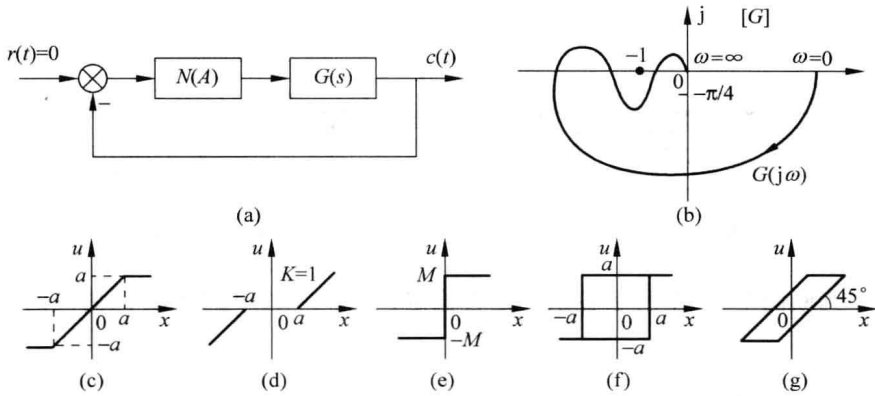 r(t)=0
N(A)
G(s)
c(t)
−
(a)
j
[G]
−1
ω=∞
ω=0
0
−π/4
G(jω)
(b)
u
a
−a
0
a
x
−a
(c)
u
K=1
−a
0
a
x
(d)
u
M
0
x
−M
(e)
u
a
−a
0
a
x
−a
(f)
u
45°
0
x
(g)